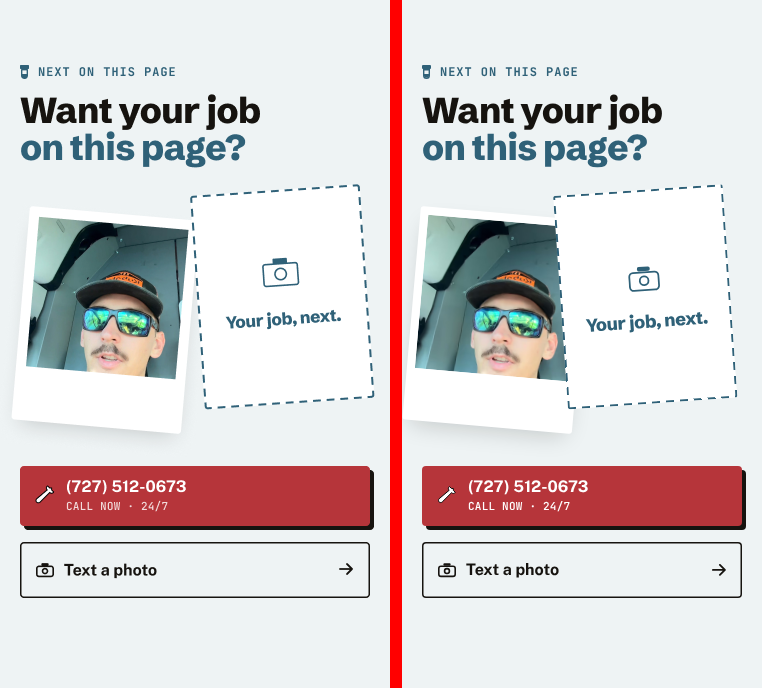 NEXT ON THIS PAGE
Want your job
on this page?
Your job, next.
(727) 512-0673
CALL NOW · 24/7
Text a photo
NEXT ON THIS PAGE
Want your job
on this page?
Your job, next.
(727) 512-0673
CALL NOW · 24/7
Text a photo